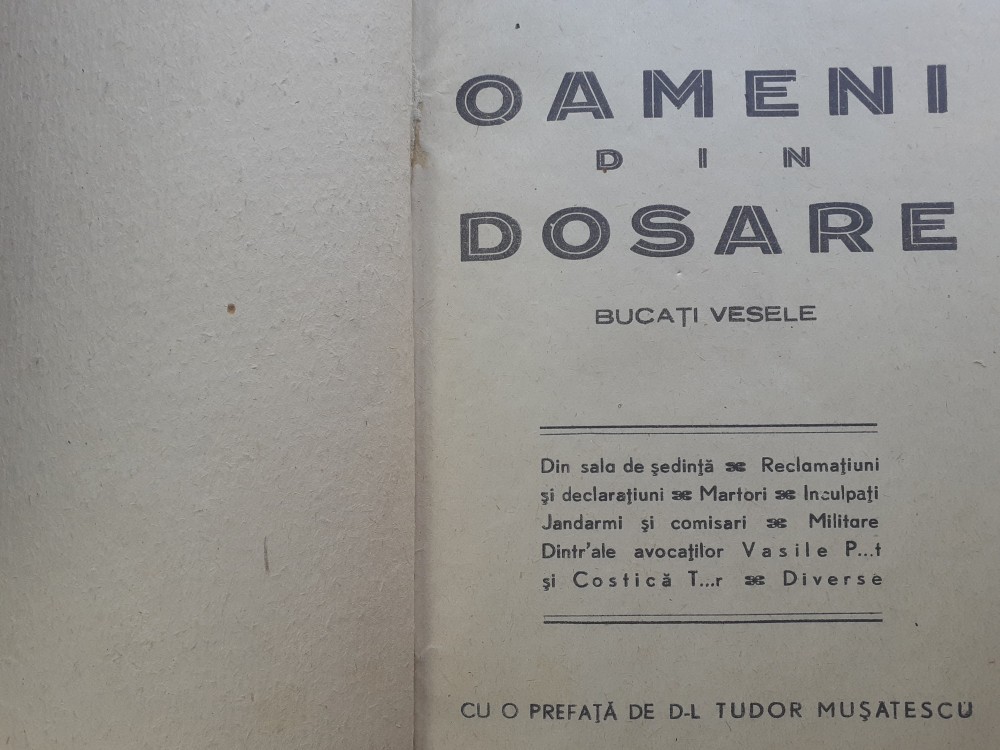 OAMENI
DIN
DOSARE
BUCAȚI VESELE
Din sala de ședință æ Reclamațiuni
și declarațiuni æ Martori æ Inculpați
Jandarmi și comisari æ Militare
Dintr'ale avocaților Vasile P...t
și Costică T...r æ Diverse
CU O PREFAȚĂ DE D-L TUDOR MUȘATESCU